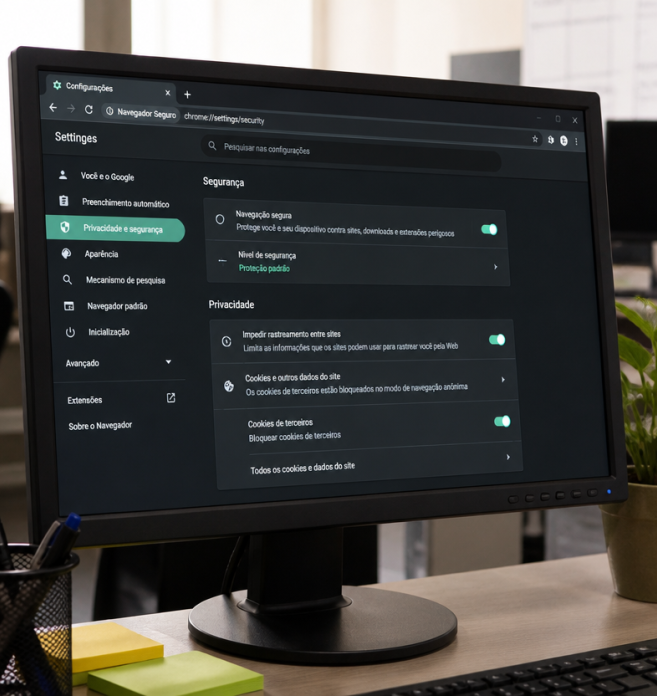 Configurações
Navegador Seguro chrome://settings/security
Settinges
Pesquisar nas configurações
Você e o Google
Preenchimento automático
Privacidade e segurança
Aparência
Mecanismo de pesquisa
Navegador padrão
Inicialização
Avançado
Extensões
Sobre o Navegador
Segurança
Navegação segura
Protege você e seu dispositivo contra sites, downloads e extensões perigosos
Nível de segurança
Proteção padrão
Privacidade
Impedir rastreamento entre sites
Limita as informações que os sites podem usar para rastrear você pela Web
Cookies e outros dados do site
Os cookies de terceiros estão bloqueados no modo de navegação anônima
Cookies de terceiros
Bloquear cookies de terceiros
Todos os cookies e dados do site